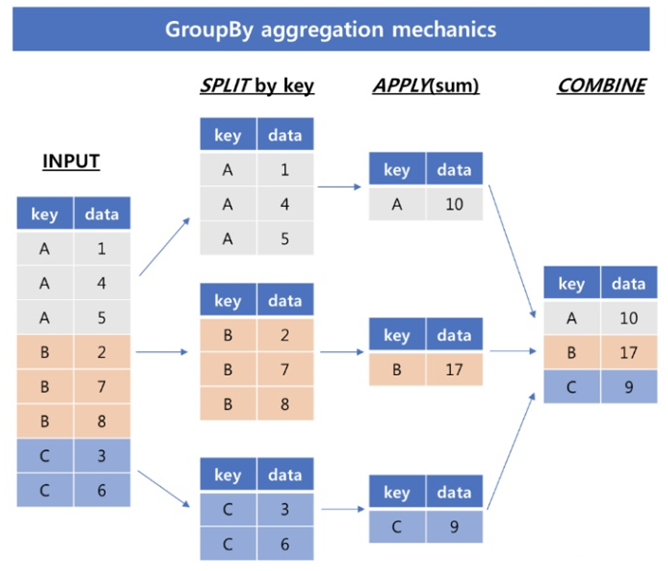 GroupBy aggregation mechanics
INPUT
key data
A 1
A 4
A 5
B 2
B 7
B 8
C 3
C 6
SPLIT by key
key data
A 1
A 4
A 5
key data
B 2
B 7
B 8
key data
C 3
C 6
APPLY(sum)
key data
A 10
key data
B 17
key data
C 9
COMBINE
key data
A 10
B 17
C 9